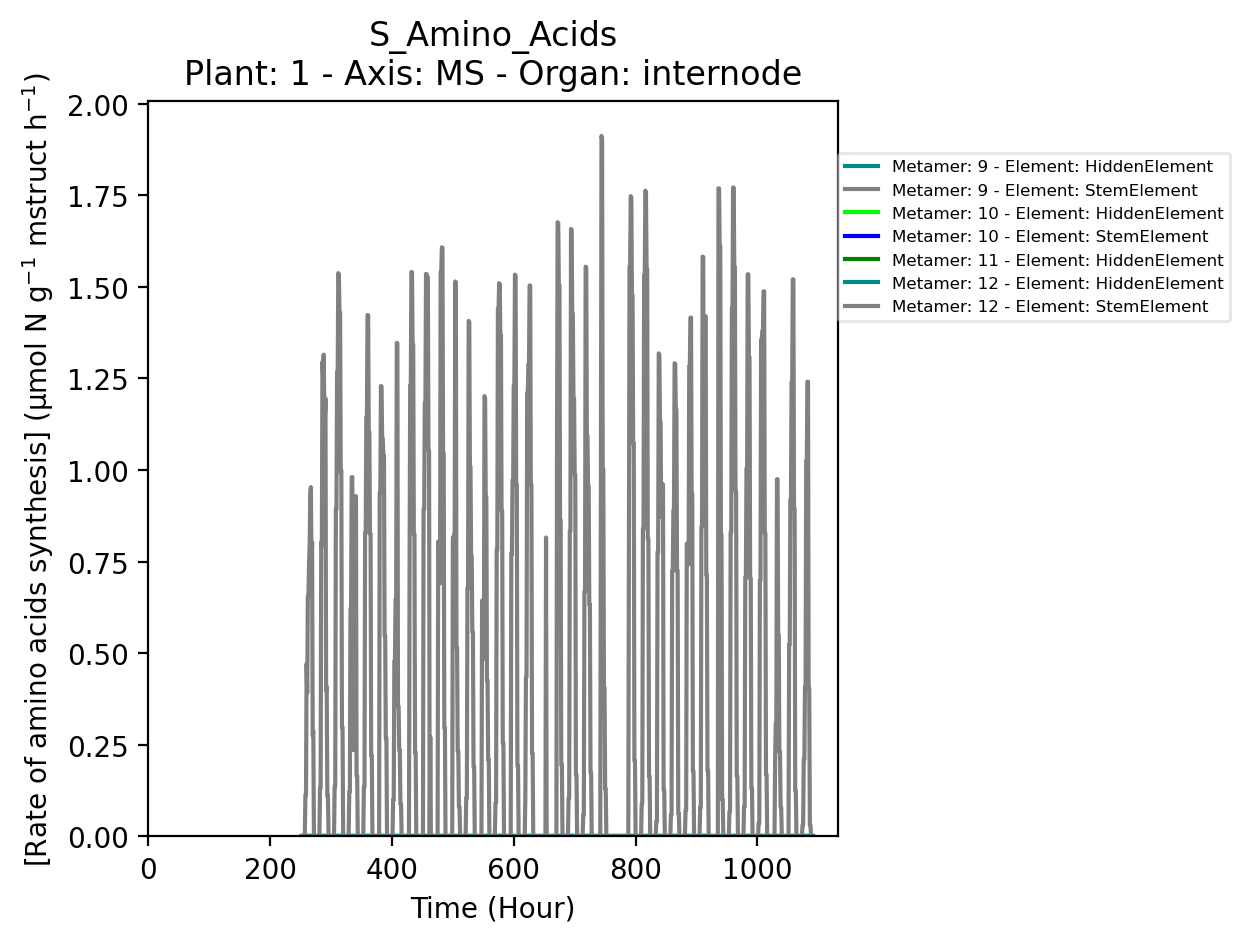 S_Amino_Acids
Plant: 1 - Axis: MS - Organ: internode
[Rate of amino acids synthesis] (µmol N g⁻¹ mstruct h⁻¹)
2.00
1.75
1.50
1.25
1.00
0.75
0.50
0.25
0.00
0 200 400 600 800 1000
Time (Hour)
Metamer: 9 - Element: HiddenElement
Metamer: 9 - Element: StemElement
Metamer: 10 - Element: HiddenElement
Metamer: 10 - Element: StemElement
Metamer: 11 - Element: HiddenElement
Metamer: 12 - Element: HiddenElement
Metamer: 12 - Element: StemElement